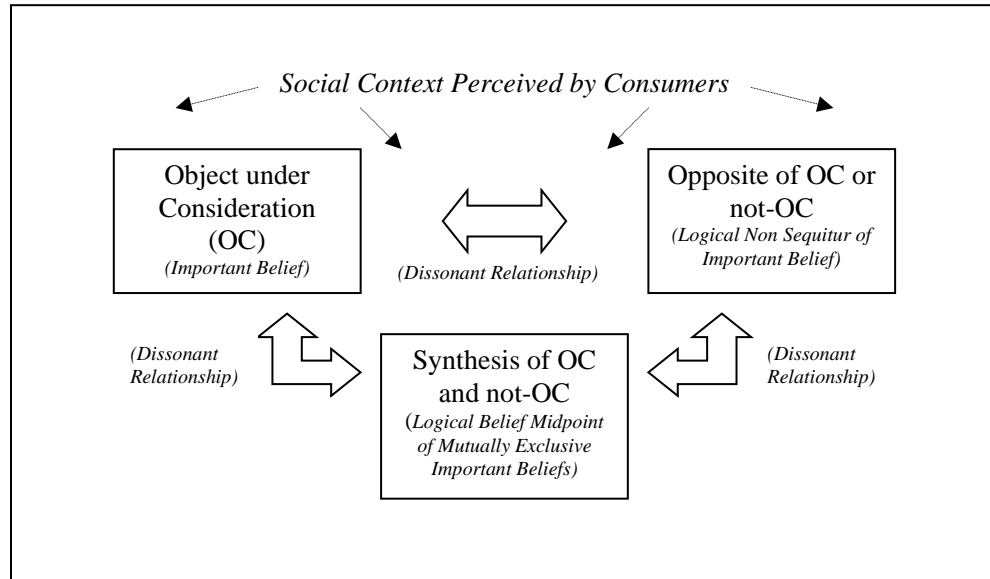 Social Context Perceived by Consumers
Object under
Consideration
(OC)
(Important Belief)
Opposite of OC or
not-OC
(Logical Non Sequitur of
Important Belief)
(Dissonant Relationship)
(Dissonant
Relationship)
Synthesis of OC
and not-OC
(Logical Belief Midpoint
of Mutually Exclusive
Important Beliefs)
(Dissonant
Relationship)